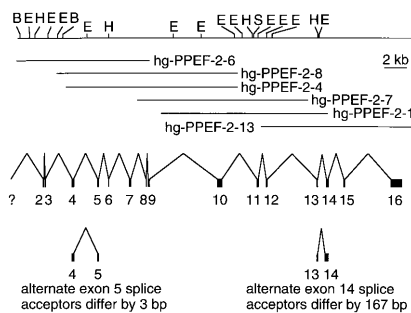 BEHEEB E H E E EEHSEEE HE
hg-PPEF-2-6
2 kb
hg-PPEF-2-8
hg-PPEF-2-4
hg-PPEF-2-7
hg-PPEF-2-1
hg-PPEF-2-13
? 2 3 4 5 6 7 8 9 10 11 12 13 14 15 16
4 5 13 14
alternate exon 5 splice
acceptors differ by 3 bp
alternate exon 14 splice
acceptors differ by 167 bp